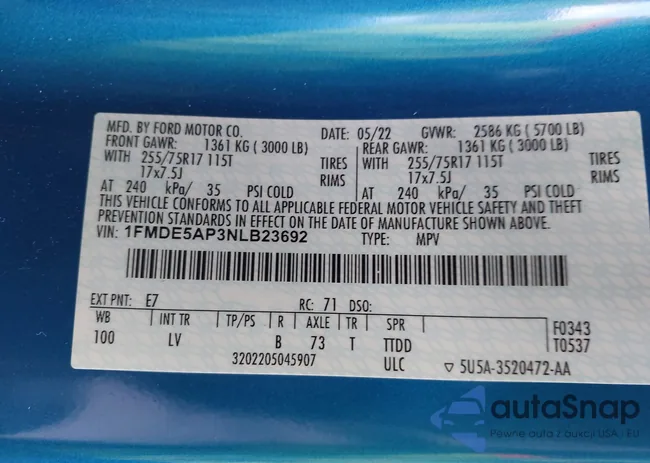 MFD. BY FORD MOTOR CO.
DATE: 05/22 GVWR: 2586 KG ( 5700 LB)
FRONT GAWR: 1361 KG ( 3000 LB) REAR GAWR: 1361 KG ( 3000 LB)
WITH 255/75R17 115T TIRES WITH 255/75R17 115T TIRES
17x7.5J RIMS 17x7.5J RIMS
AT 240 kPa/ 35 PSI COLD AT 240 kPa/ 35 PSI COLD
THIS VEHICLE CONFORMS TO ALL APPLICABLE FEDERAL MOTOR VEHICLE SAFETY AND THEFT
PREVENTION STANDARDS IN EFFECT ON THE DATE OF MANUFACTURE SHOWN ABOVE.
VIN: 1FMDE5AP3NLB23692 TYPE: MPV
EXT PNT: E7 RC: 71 DSO:
WB INT TR TP/PS R AXLE TR SPR F0343
100 LV B 73 T TTDD T0537
3202205045907 ULC ▽ 5U5A-3520472-AA
autaSnap
Pewne auta z aukcji USA i EU